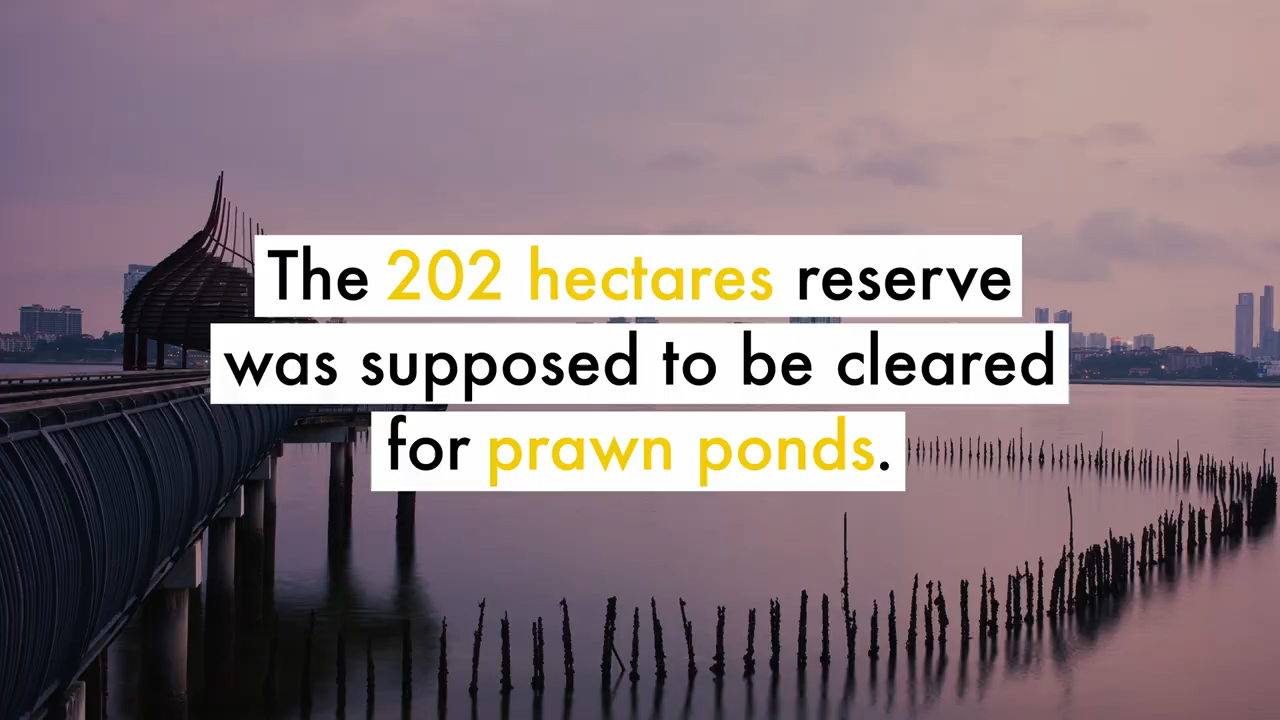 The 202 hectares reserve
was supposed to be cleared
for prawn ponds.